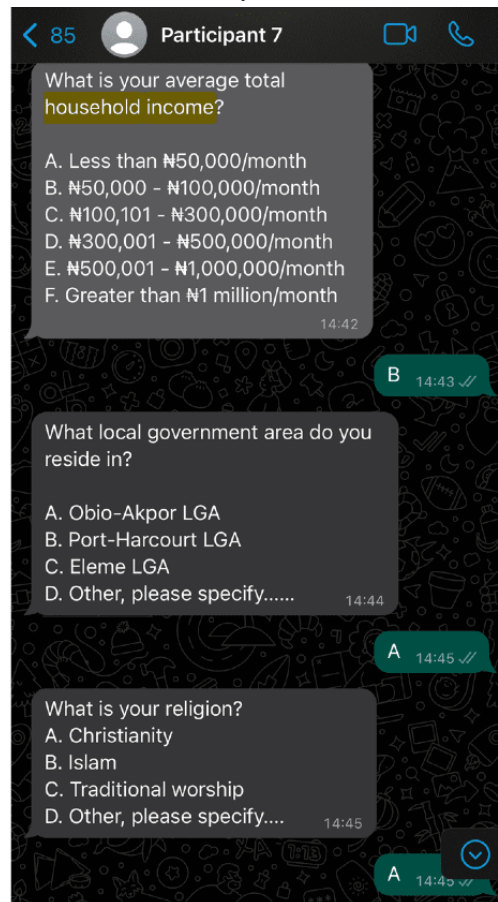 85 Participant 7
What is your average total
household income?
A. Less than ₦50,000/month
B. ₦50,000 - ₦100,000/month
C. ₦100,101 - ₦300,000/month
D. ₦300,001 - ₦500,000/month
E. ₦500,001 - ₦1,000,000/month
F. Greater than ₦1 million/month
14:42
B 14:43
What local government area do you
reside in?
A. Obio-Akpor LGA
B. Port-Harcourt LGA
C. Eleme LGA
D. Other, please specify......
14:44
A 14:45
What is your religion?
A. Christianity
B. Islam
C. Traditional worship
D. Other, please specify....
14:45
A 14:45